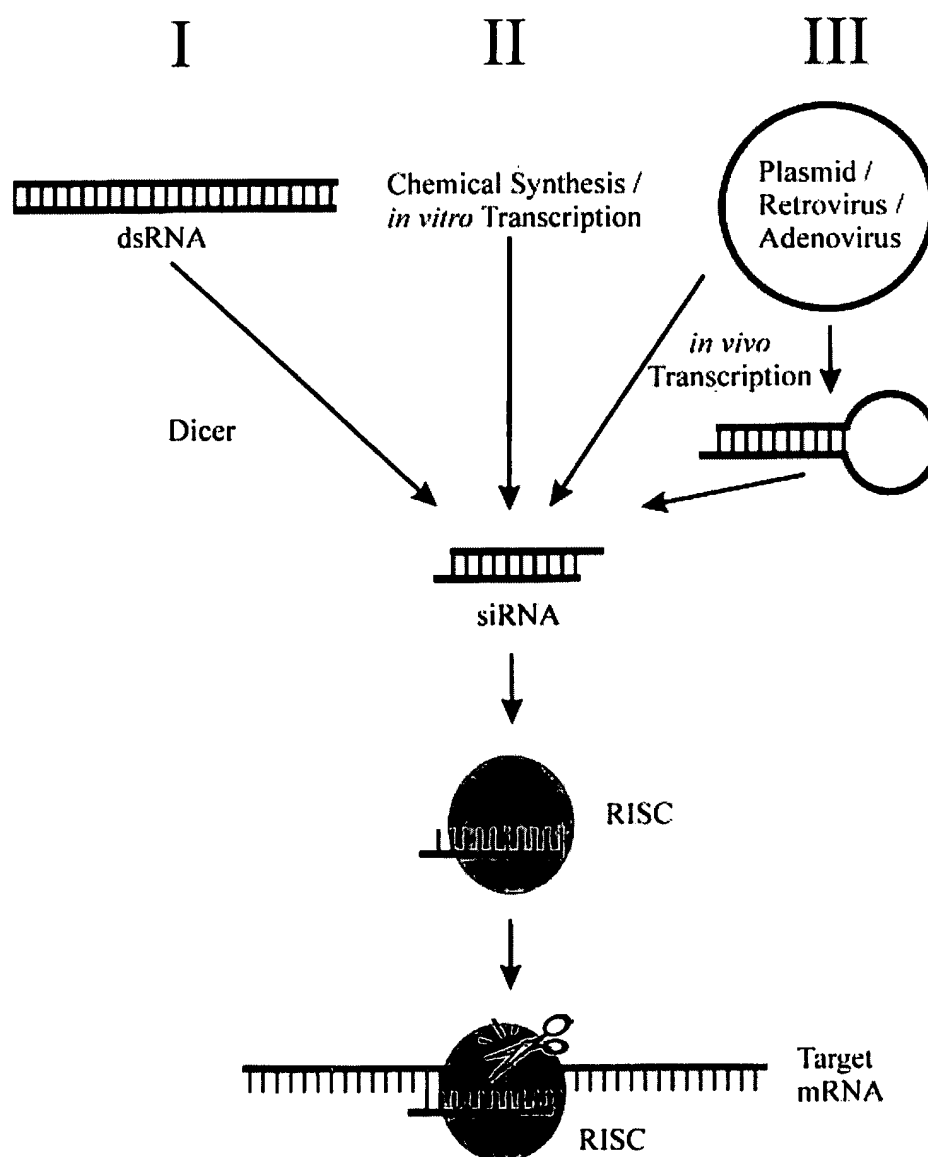 I
II
III
dsRNA
Chemical Synthesis /
in vitro Transcription
Plasmid /
Retrovirus /
Adenovirus
in vivo
Transcription
Dicer
siRNA
RISC
Target
mRNA
RISC